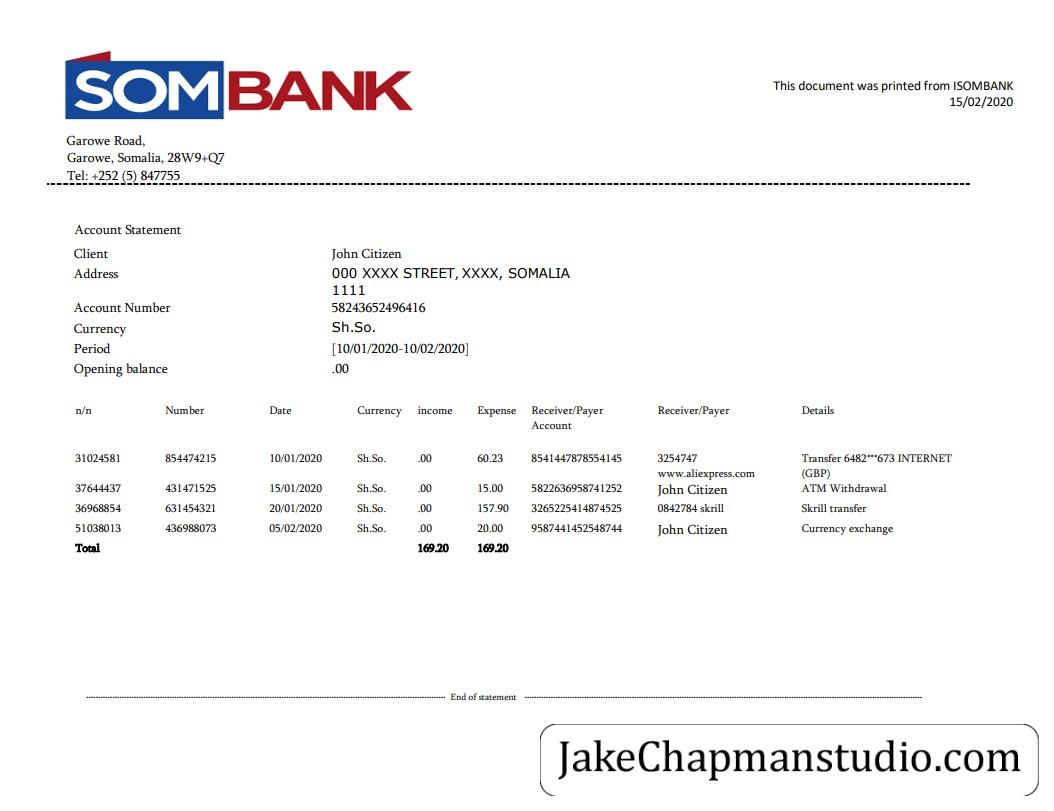 SOMBANK
This document was printed from ISOMBANK
15/02/2020
Garowe Road,
Garowe, Somalia, 28W9+Q7
Tel: +252 (5) 847755
Account Statement
Client John Citizen
Address 000 XXXX STREET, XXXX, SOMALIA
1111
Account Number 58243652496416
Currency Sh.So.
Period [10/01/2020-10/02/2020]
Opening balance .00
n/n Number Date Currency income Expense Receiver/Payer Receiver/Payer Details
Account
31024581 854474215 10/01/2020 Sh.So. .00 60.23 8541447878554145 3254747 Transfer 6482***673 INTERNET
www.aliexpress.com (GBP)
37644437 431471525 15/01/2020 Sh.So. .00 15.00 5822636958741252 John Citizen ATM Withdrawal
36968854 631454321 20/01/2020 Sh.So. .00 157.90 3265225414874525 0842784 skrill Skrill transfer
51038013 436988073 05/02/2020 Sh.So. .00 20.00 9587441452548744 John Citizen Currency exchange
Total 169.20 169.20
End of statement
JakeChapmanstudio.com